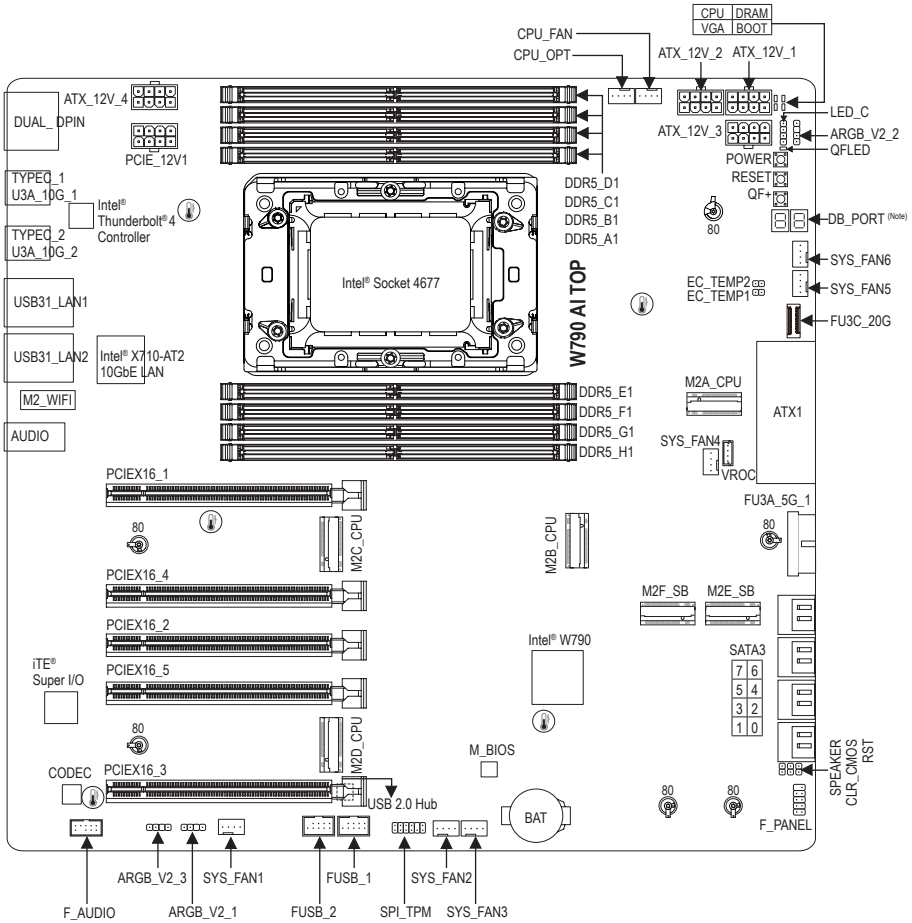 CPU DRAM
VGA BOOT
CPU_FAN
CPU_OPT
ATX_12V_2
ATX_12V_1
ATX_12V_4
DUAL_DPIN
PCIE_12V1
ATX_12V_3
LED_C
ARGB_V2_2
QFLED
POWER
RESET
QF+
DB_PORT (Note)
TYPEC_1
U3A_10G_1
Intel®
Thunderbolt® 4
Controller
DDR5_D1
DDR5_C1
DDR5_B1
DDR5_A1
80
TYPEC_2
U3A_10G_2
Intel® Socket 4677
W790 AI TOP
SYS_FAN6
EC_TEMP2
EC_TEMP1
SYS_FAN5
USB31_LAN1
FU3C_20G
USB31_LAN2
Intel® X710-AT2
10GbE LAN
M2_WIFI
AUDIO
DDR5_E1
DDR5_F1
DDR5_G1
DDR5_H1
M2A_CPU
ATX1
SYS_FAN4
VROC
PCIEX16_1
FU3A_5G_1
80
80
M2C_CPU
M2B_CPU
PCIEX16_4
M2F_SB
M2E_SB
PCIEX16_2
Intel® W790
SATA3
7 6
5 4
3 2
1 0
PCIEX16_5
iTE®
Super I/O
80
M2D_CPU
M_BIOS
CODEC
PCIEX16_3
USB 2.0 Hub
BAT
80
80
SPEAKER
CLR_CMOS
RST
F_PANEL
ARGB_V2_3
SYS_FAN1
FUSB_1
SYS_FAN2
F_AUDIO
ARGB_V2_1
FUSB_2
SPI_TPM
SYS_FAN3